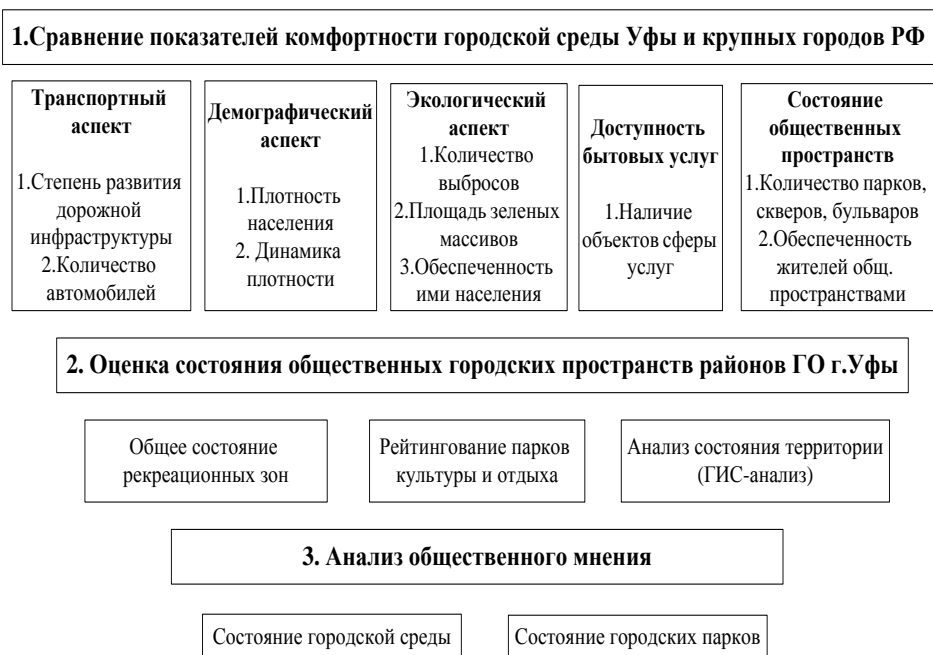 1.Сравнение показателей комфортности городской среды Уфы и крупных городов РФ
Транспортный
аспект
1.Степень развития
дорожной
инфраструктуры
2.Количество
автомобилей
Демографический
аспект
1.Плотность
населения
2. Динамика
плотности
Экологический
аспект
1.Количество
выбросов
2.Площадь зеленых
массивов
3.Обеспеченность
ими населения
Доступность
бытовых услуг
1.Наличие
объектов сферы
услуг
Состояние
общественных
пространств
1.Количество парков,
скверов, бульваров
2.Обеспеченность
жителей общ.
пространствами
2. Оценка состояния общественных городских пространств районов ГО г.Уфы
Общее состояние
рекреационных зон
Рейтингование парков
культуры и отдыха
Анализ состояния территории
(ГИС-анализ)
3. Анализ общественного мнения
Состояние городской среды
Состояние городских парков